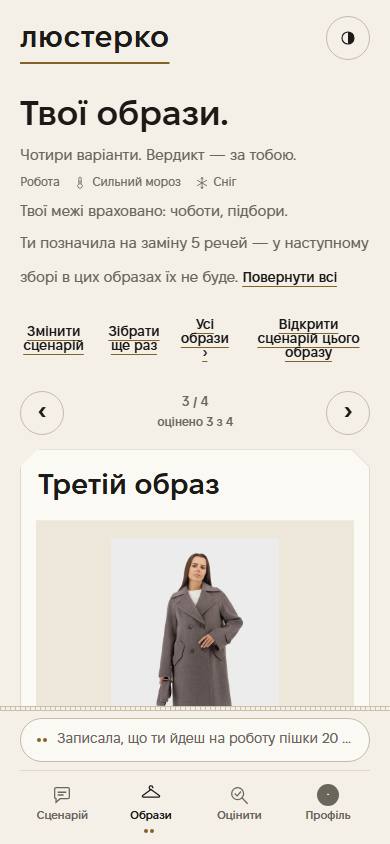 люстерко
Твої образи.
Чотири варіанти. Вердикт — за тобою.
Робота Сильний мороз Сніг
Твої межі враховано: чоботи, підбори.
Ти позначила на заміну 5 речей — у наступному
зборі в цих образах їх не буде. Повернути всі
Змінити
сценарій
Зібрати
ще раз
Усі
образи
›
Відкрити
сценарій цього
образу
‹
3 / 4
оцінено 3 з 4
›
Третій образ
Записала, що ти йдеш на роботу пішки 20 ...
Сценарій Образи Оцінити Профіль